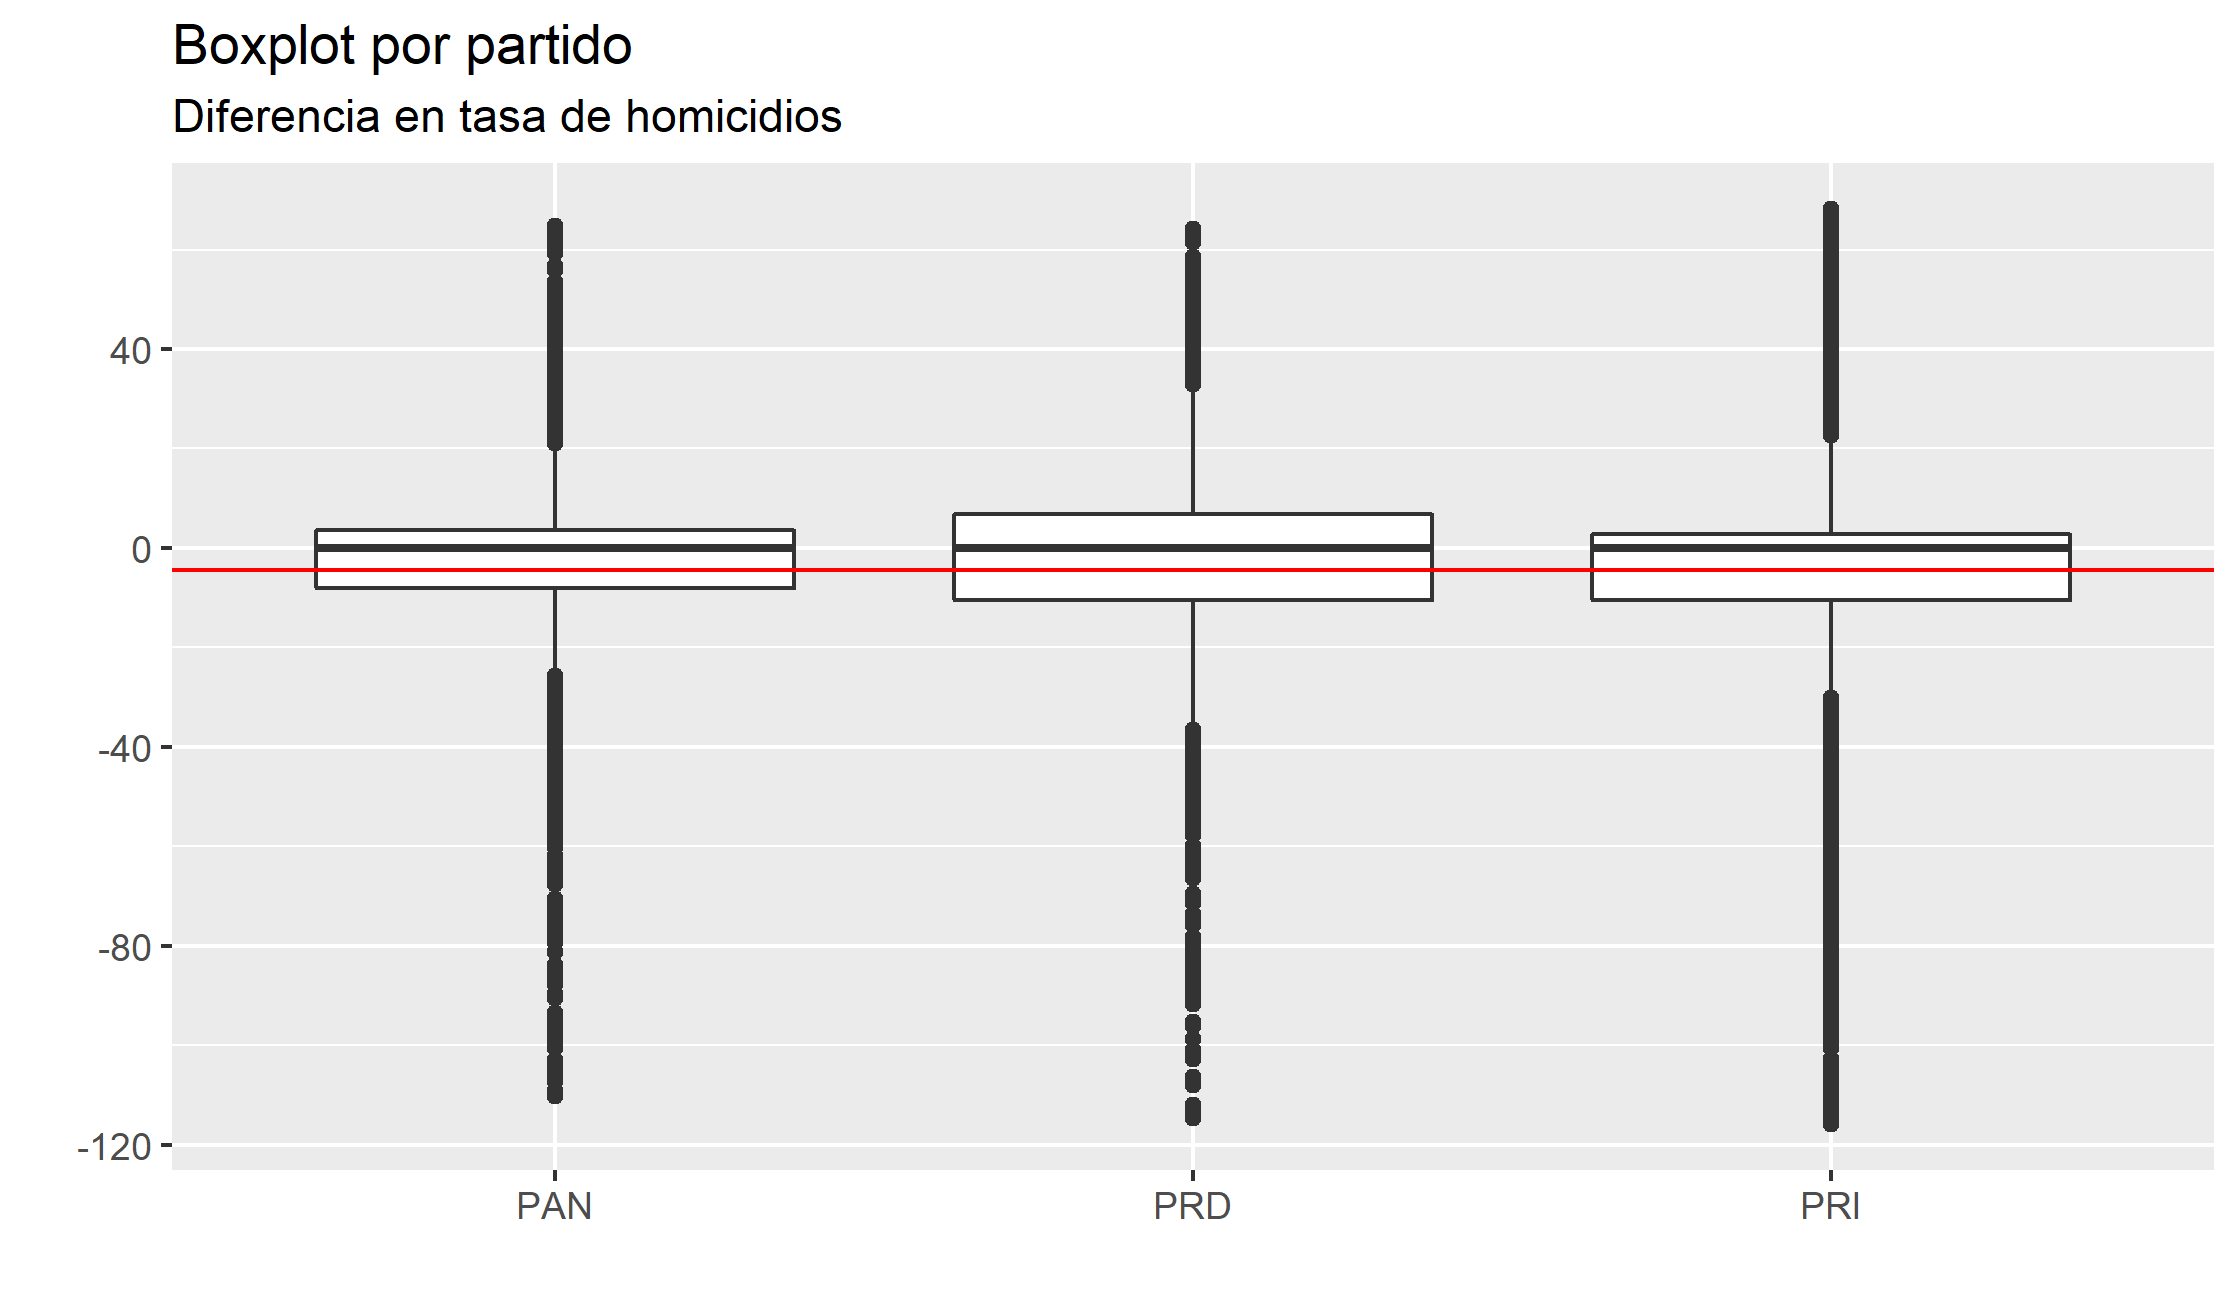 Boxplot por partido
Diferencia en tasa de homicidios
40
0
-40
-80
-120
PAN PRD PRI